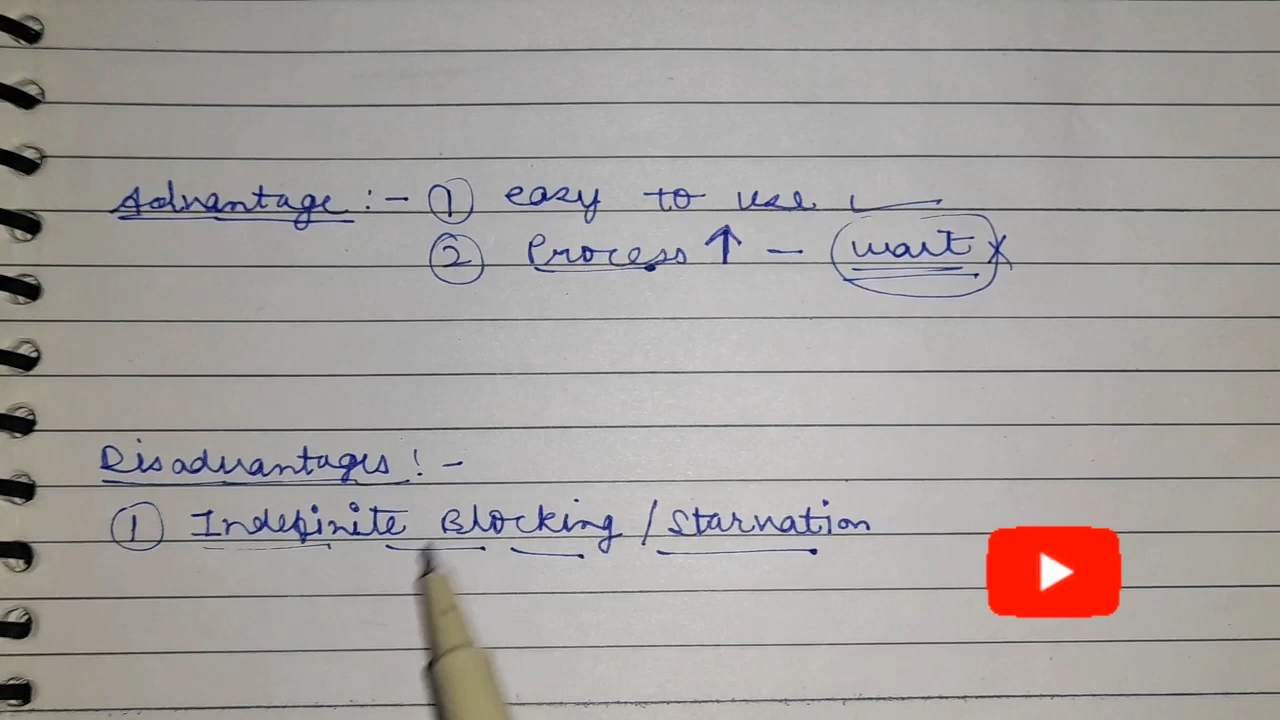 Advantage :- ① easy to use ✓
② Process ↑ - (wait) ✗
Disadvantages :-
① Indefinite Blocking / Starvation